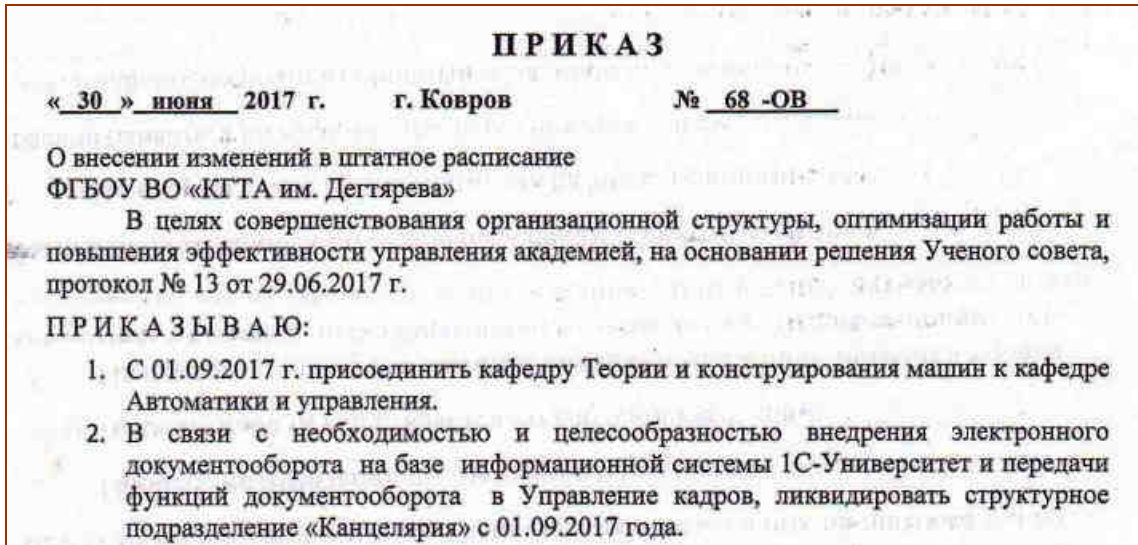 ПРИКАЗ
« 30 » июня 2017 г. г. Ковров № 68 -ОВ
О внесении изменений в штатное расписание
ФГБОУ ВО «КГТА им. Дегтярева»
В целях совершенствования организационной структуры, оптимизации работы и
повышения эффективности управления академией, на основании решения Ученого совета,
протокол № 13 от 29.06.2017 г.
ПРИКАЗЫВАЮ:
1. С 01.09.2017 г. присоединить кафедру Теории и конструирования машин к кафедре
Автоматики и управления.
2. В связи с необходимостью и целесообразностью внедрения электронного
документооборота на базе информационной системы 1С-Университет и передачи
функций документооборота в Управление кадров, ликвидировать структурное
подразделение «Канцелярия» с 01.09.2017 года.